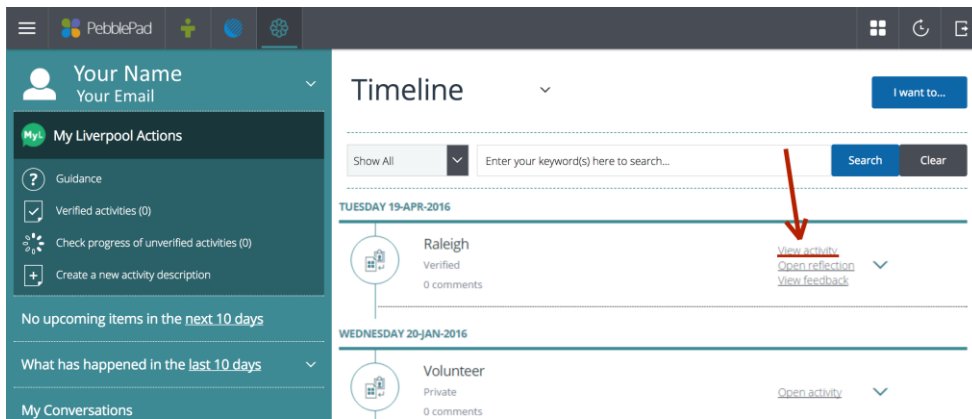 PebblePad
Your Name
Your Email
MyL My Liverpool Actions
? Guidance
Verified activities (0)
Check progress of unverified activities (0)
Create a new activity description
No upcoming items in the next 10 days
What has happened in the last 10 days
My Conversations
Timeline
I want to...
Show All
Enter your keyword(s) here to search...
Search
Clear
TUESDAY 19-APR-2016
Raleigh
Verified
0 comments
View activity
Open reflection
View feedback
WEDNESDAY 20-JAN-2016
Volunteer
Private
0 comments
Open activity